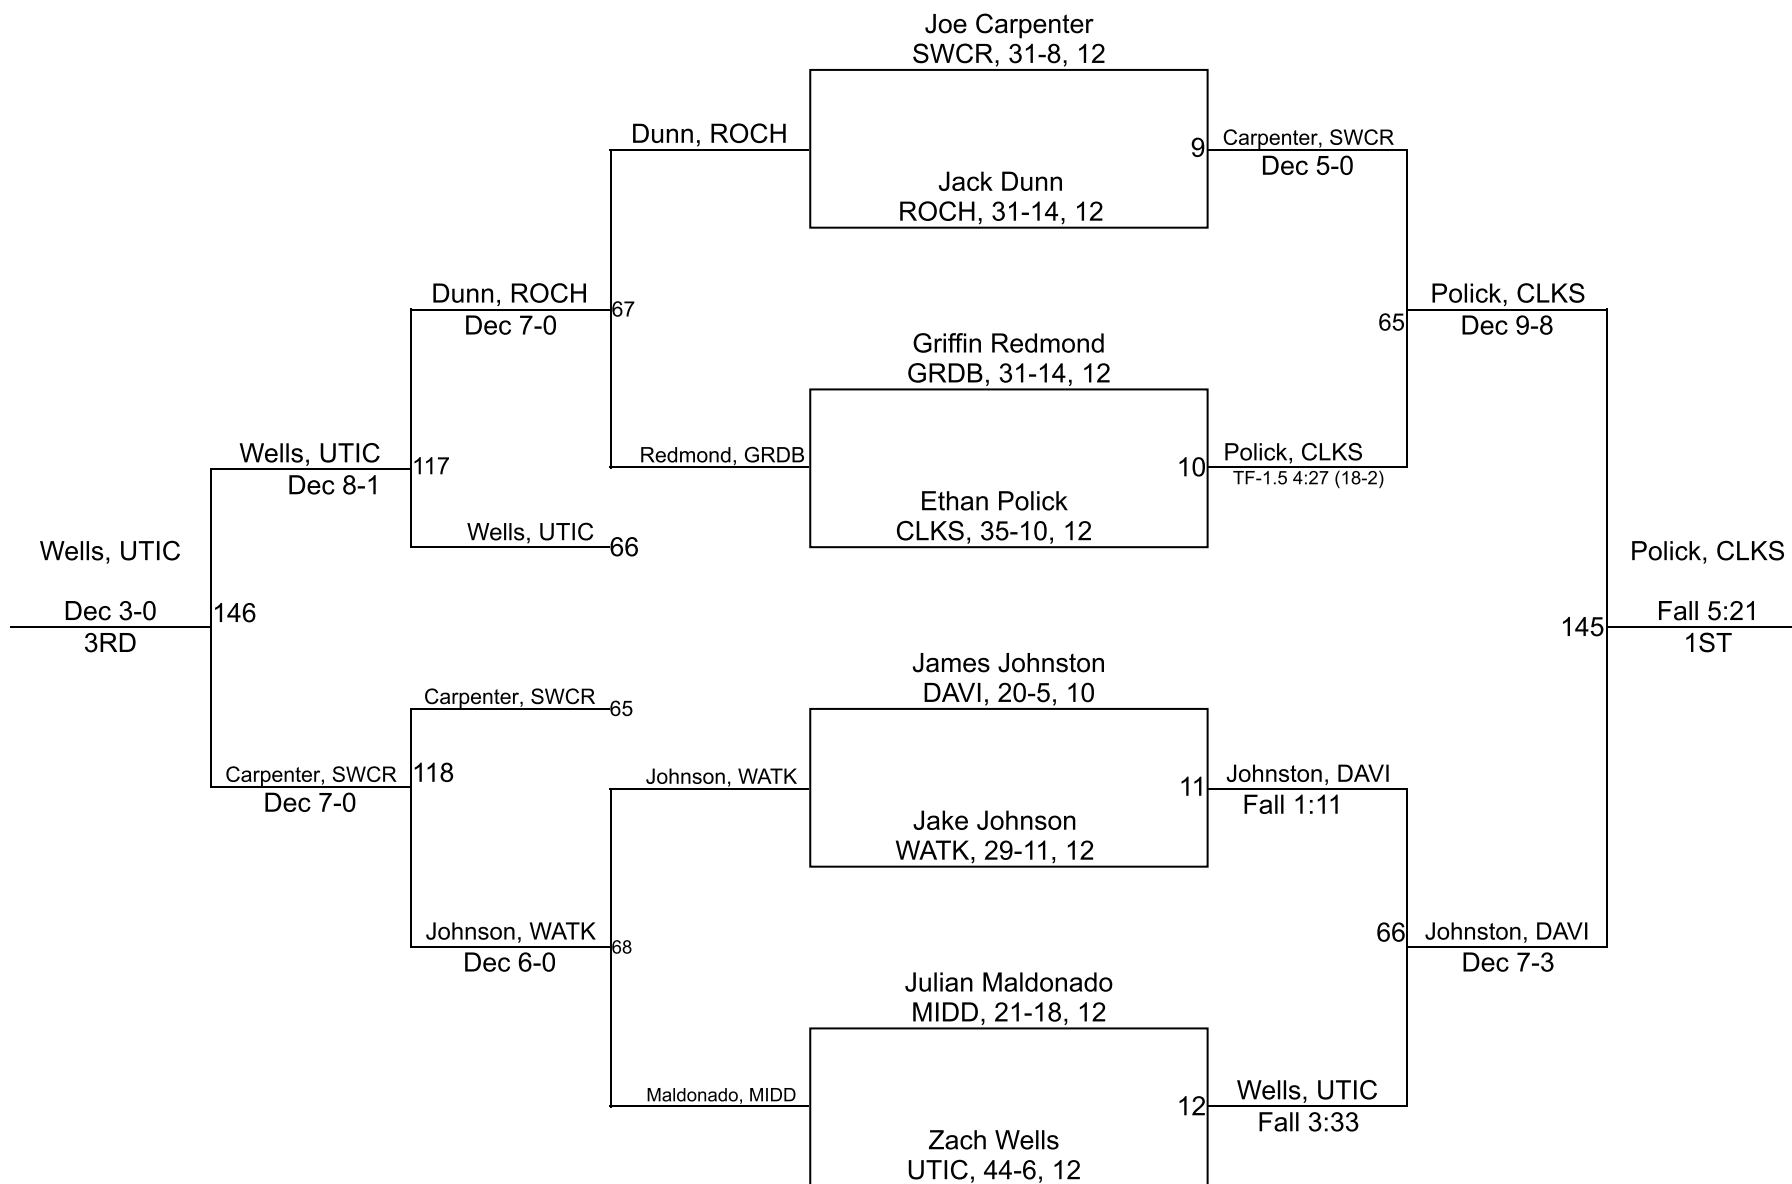 Joe Carpenter
SWCR, 31-8, 12
Dunn, ROCH
9
Carpenter, SWCR
Dec 5-0
Jack Dunn
ROCH, 31-14, 12
Dunn, ROCH
Dec 7-0
67
65
Polick, CLKS
Dec 9-8
Griffin Redmond
GRDB, 31-14, 12
Wells, UTIC
Dec 8-1
117
Redmond, GRDB
10
Polick, CLKS
TF-1.5 4:27 (18-2)
Ethan Polick
CLKS, 35-10, 12
Wells, UTIC
66
Wells, UTIC
Dec 3-0
3RD
146
Polick, CLKS
145
Fall 5:21
1ST
James Johnston
DAVI, 20-5, 10
Carpenter, SWCR
65
Carpenter, SWCR
Dec 7-0
118
Johnson, WATK
11
Johnston, DAVI
Fall 1:11
Jake Johnson
WATK, 29-11, 12
Johnson, WATK
Dec 6-0
68
66
Johnston, DAVI
Dec 7-3
Julian Maldonado
MIDD, 21-18, 12
Maldonado, MIDD
12
Wells, UTIC
Fall 3:33
Zach Wells
UTIC, 44-6, 12